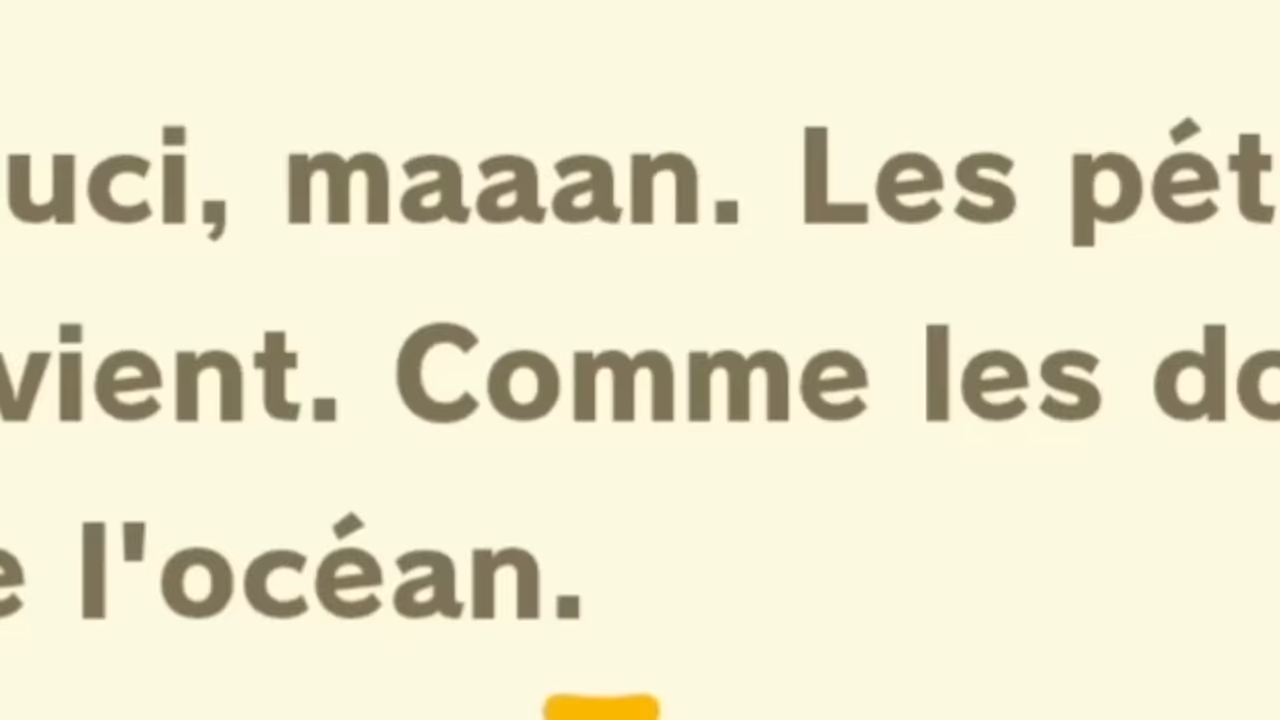 uci, maaan. Les pét
vient. Comme les do
e l'océan.